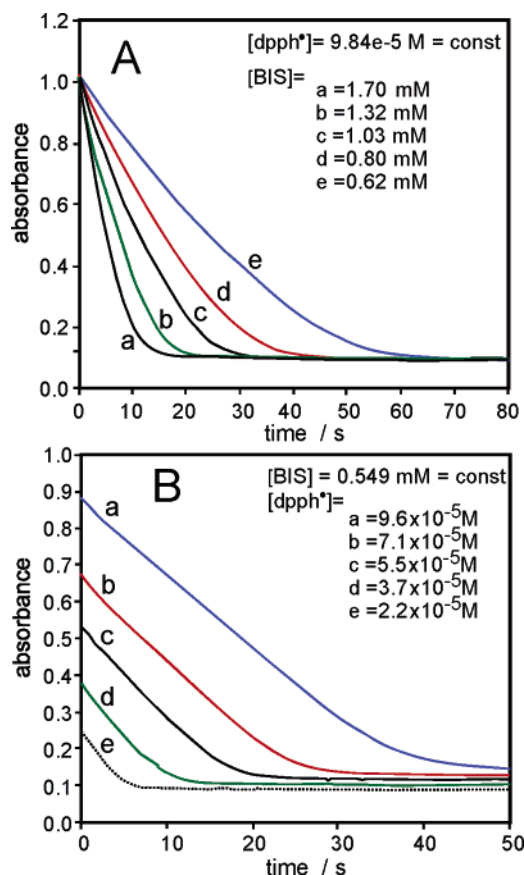 A
[dpph•]= 9.84e-5 M = const
[BIS]=
a =1.70 mM
b =1.32 mM
c =1.03 mM
d =0.80 mM
e =0.62 mM
absorbance
1.2
1.0
0.8
0.6
0.4
0.2
0.0
a
b
c
d
e
0 10 20 30 40 50 60 70 80
time / s
B
[BIS] = 0.549 mM = const
[dpph•]=
a =9.6x10⁻⁵M
b =7.1x10⁻⁵M
c =5.5x10⁻⁵M
d =3.7x10⁻⁵M
e =2.2x10⁻⁵M
absorbance
1.0
0.9
0.8
0.7
0.6
0.5
0.4
0.3
0.2
0.1
0.0
a
b
c
d
e
0 10 20 30 40 50
time / s